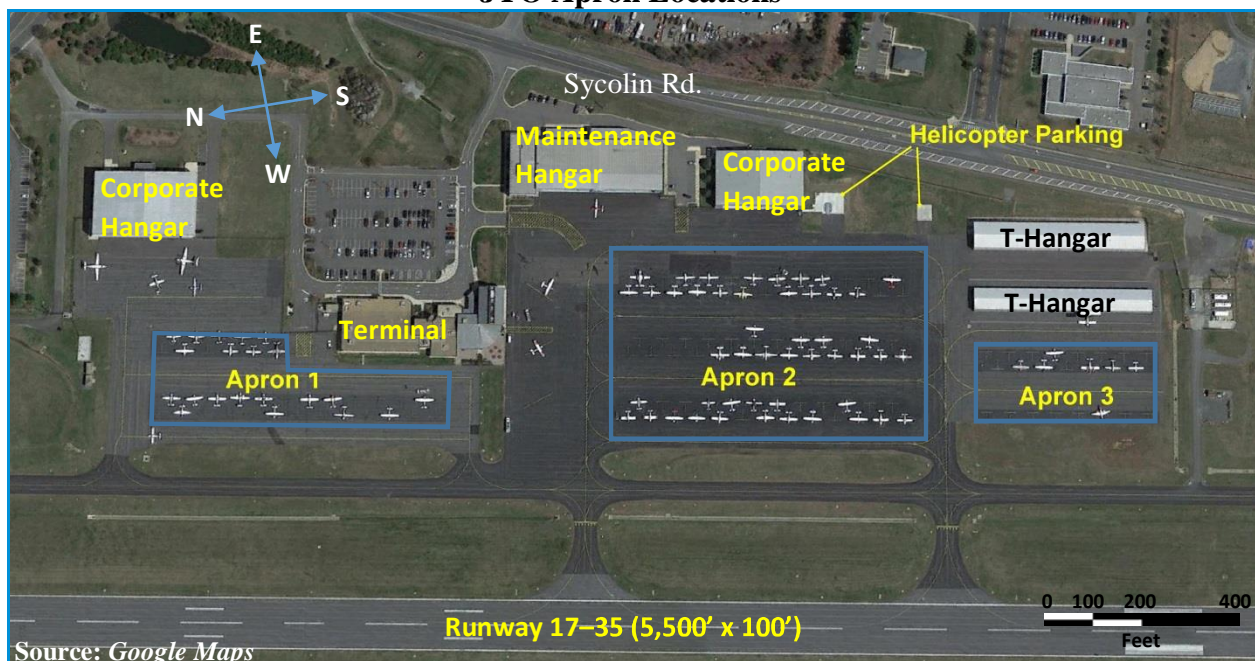 E
N
S
W
Sycolin Rd.
Maintenance
Hangar
Helicopter Parking
Corporate
Hangar
Corporate
Hangar
T-Hangar
T-Hangar
Terminal
Apron 1
Apron 2
Apron 3
0 100 200 400
Feet
Runway 17–35 (5,500’ x 100’)
Source: Google Maps